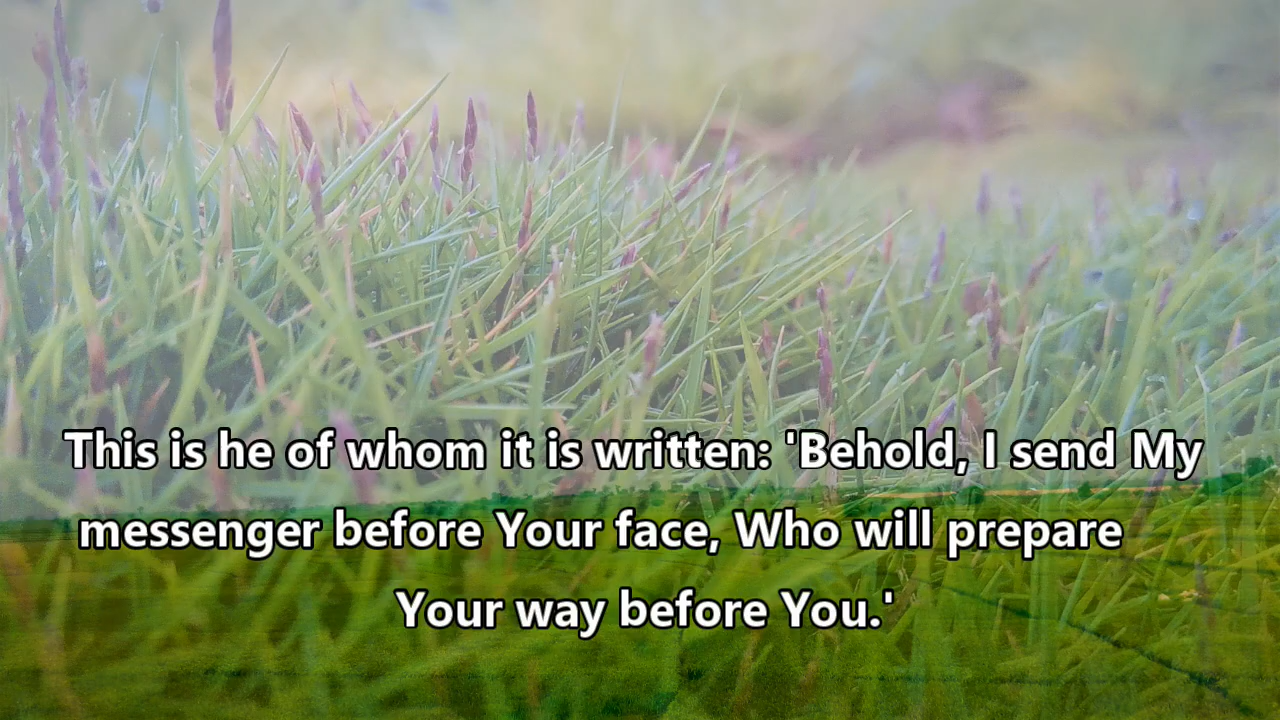 This is he of whom it is written: 'Behold, I send My
messenger before Your face, Who will prepare
Your way before You.'